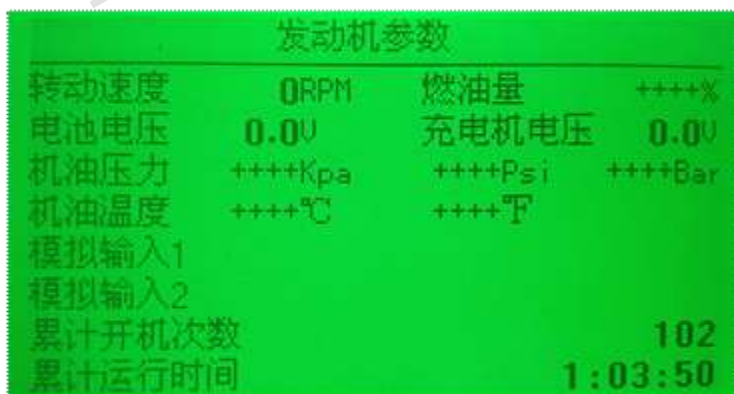 发动机参数
转动速度 0RPM 燃油量 ++++%
电池电压 0.0V 充电机电压 0.0V
机油压力 ++++Kpa ++++Psi ++++Bar
机油温度 ++++℃ ++++℉
模拟输入1
模拟输入2
累计开机次数 102
累计运行时间 1:03:50